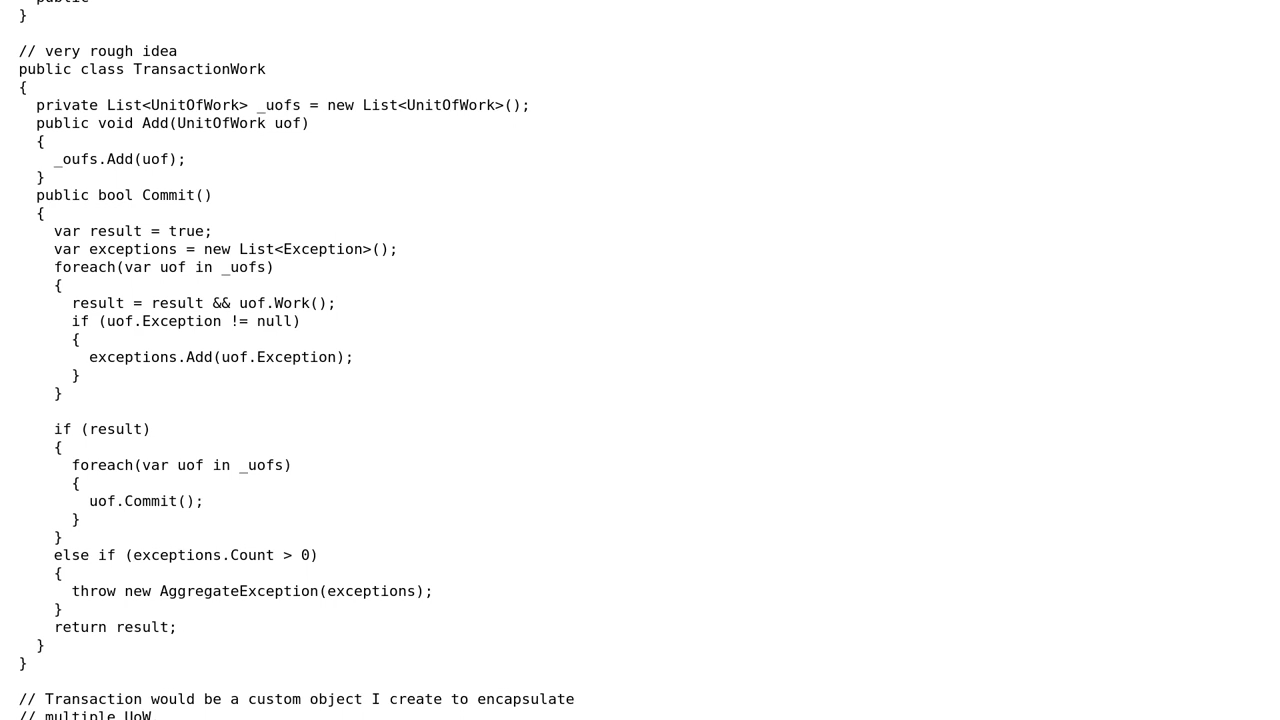 public
}

// very rough idea
public class TransactionWork
{
  private List<UnitOfWork> _uofs = new List<UnitOfWork>();
  public void Add(UnitOfWork uof)
  {
    _oufs.Add(uof);
  }
  public bool Commit()
  {
    var result = true;
    var exceptions = new List<Exception>();
    foreach(var uof in _uofs)
    {
      result = result && uof.Work();
      if (uof.Exception != null)
      {
        exceptions.Add(uof.Exception);
      }
    }

    if (result)
    {
      foreach(var uof in _uofs)
      {
        uof.Commit();
      }
    }
    else if (exceptions.Count > 0)
    {
      throw new AggregateException(exceptions);
    }
    return result;
  }
}

// Transaction would be a custom object I create to encapsulate
// multiple UoW.